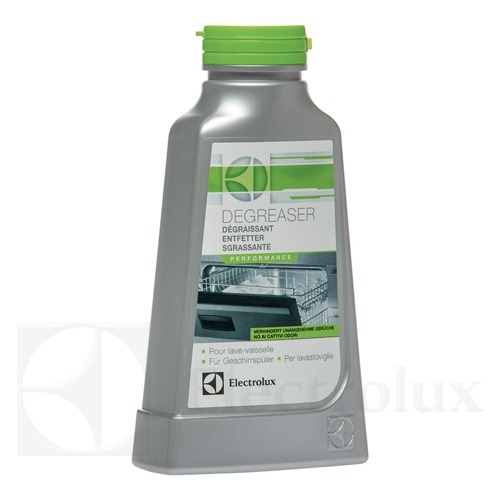 DEGREASER
DÉGRAISSANT
ENTFETTER
SGRASSANTE
PERFORMANCE
VERHINDERT UNANGENEHME GERÜCHE
NO AI CATTIVI ODORI
• Pour lave-vaisselle
• Für Geschirrspüler • Per lavastoviglie
Electrolux
Electrolux